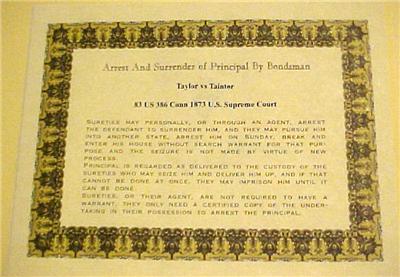 Arrest And Surrender of Principal By Bondsman
Taylor vs Taintor
83 US 386 Conn 1873 U.S. Supreme Court
SURETIES MAY PERSONALLY, OR THROUGH AN AGENT, ARREST
THE DEFENDANT TO SURRENDER HIM, AND THEY MAY PURSUE HIM
INTO ANOTHER STATE, ARREST HIM ON SUNDAY, BREAK AND
ENTER HIS HOUSE WITHOUT SEARCH WARRANT FOR THAT PUR-
POSE AND THE SEIZURE IS NOT MADE BY VIRTUE OF NEW
PROCESS.
PRINCIPAL IS REGARDED AS DELIVERED TO THE CUSTODY OF THE
SURETIES WHO MAY SEIZE HIM AND DELIVER HIM UP, AND IF THAT
CANNOT BE DONE AT ONCE, THEY MAY IMPRISON HIM UNTIL IT
CAN BE DONE.
SURETIES, OR THEIR AGENT, ARE NOT REQUIRED TO HAVE A
WARRANT, THEY ONLY NEED A CERTIFIED COPY OF THE UNDER-
TAKING IN THEIR POSSESSION TO ARREST THE PRINCIPAL.